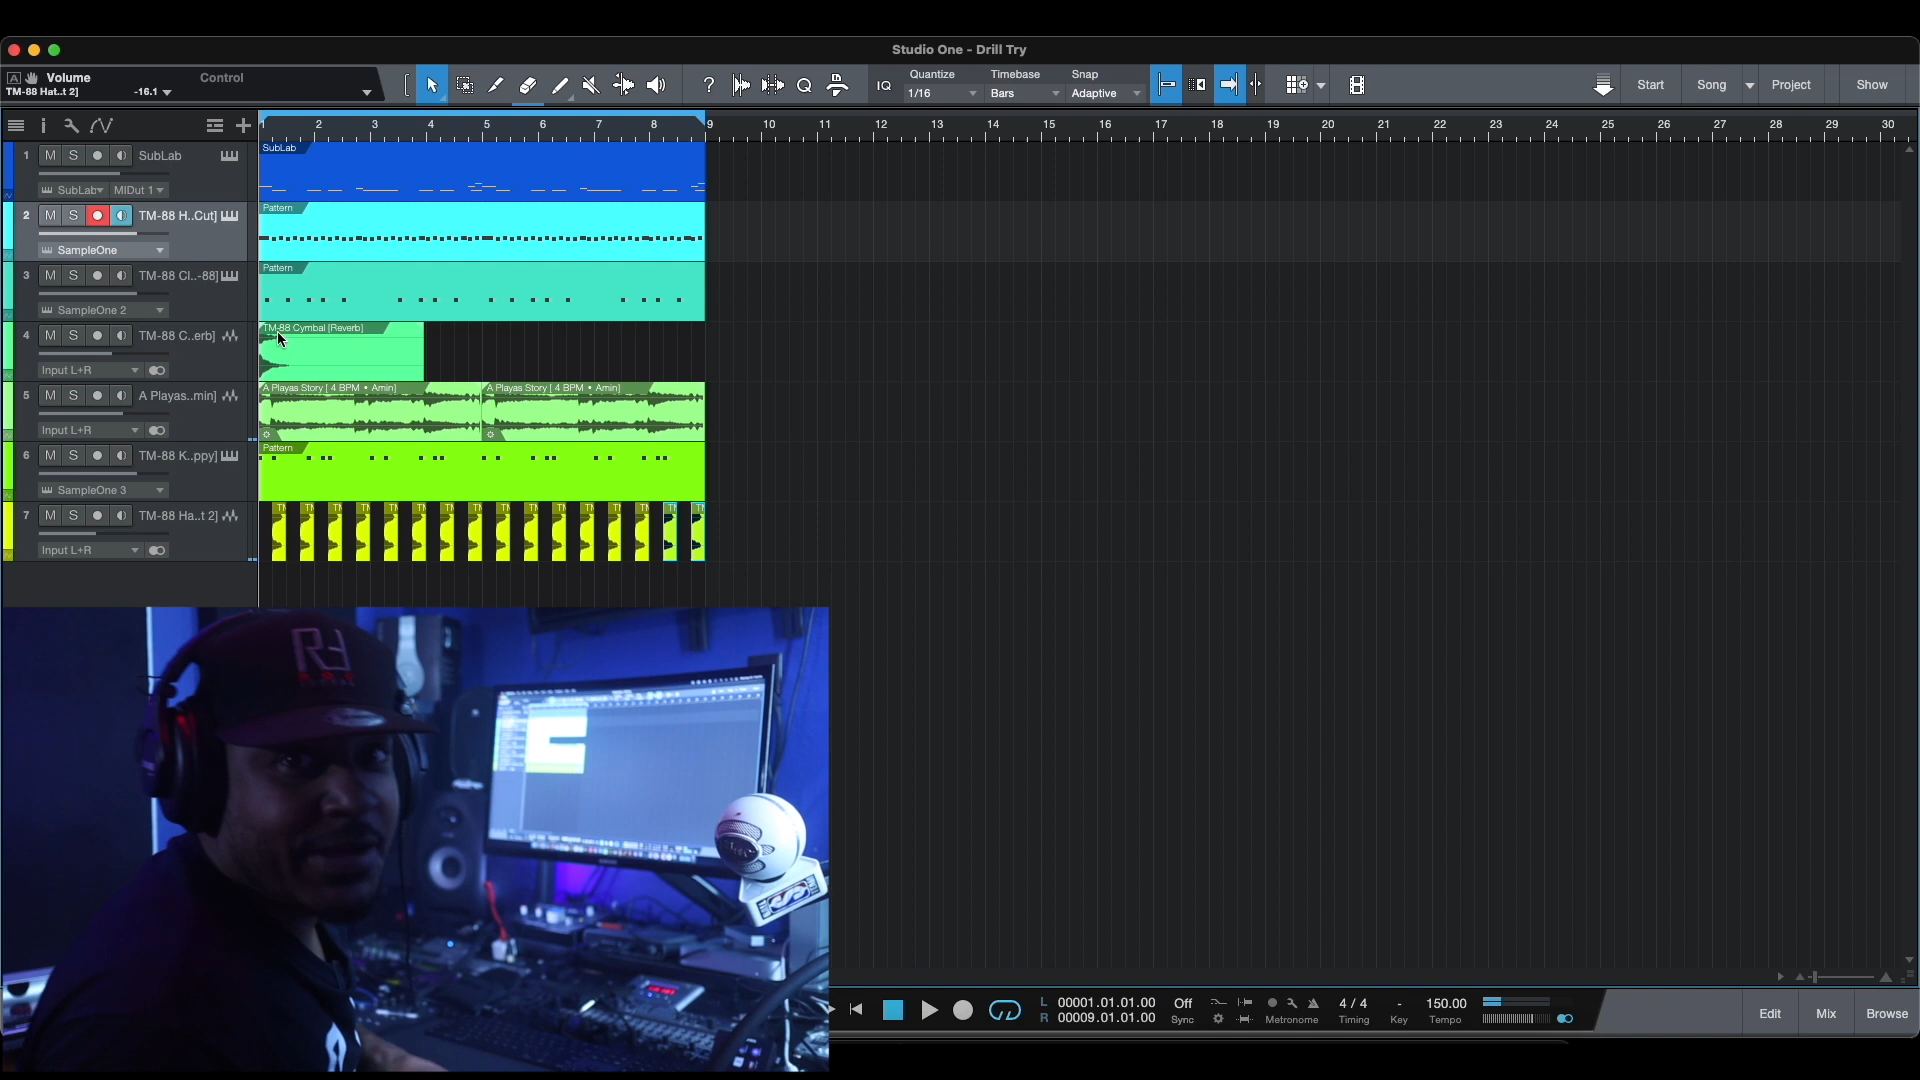 Studio One - Drill Try
Volume
Control
TM-88 Hat..t 2]
-16.1
IQ
Quantize
1/16
Timebase
Bars
Snap
Adaptive
Start
Song
Project
Show
1 2 3 4 5 6 7 8 9 10 11 12 13 14 15 16 17 18 19 20 21 22 23 24 25 26 27 28 29 30
1 M S SubLab
SubLab MIDut 1
SubLab
2 M S TM-88 H..Cut]
SampleOne
Pattern
3 M S TM-88 Cl..-88]
SampleOne 2
Pattern
4 M S TM-88 C..erb]
Input L+R
TM-88 Cymbal [Reverb]
5 M S A Playas..min]
Input L+R
A Playas Story [ 4 BPM • Amin]
A Playas Story [ 4 BPM • Amin]
6 M S TM-88 K..ppy]
SampleOne 3
Pattern
7 M S TM-88 Ha..t 2]
Input L+R
L 00001.01.01.00
R 00009.01.01.00
Off
Sync
Metronome
4 / 4
Timing
-
Key
150.00
Tempo
Edit
Mix
Browse